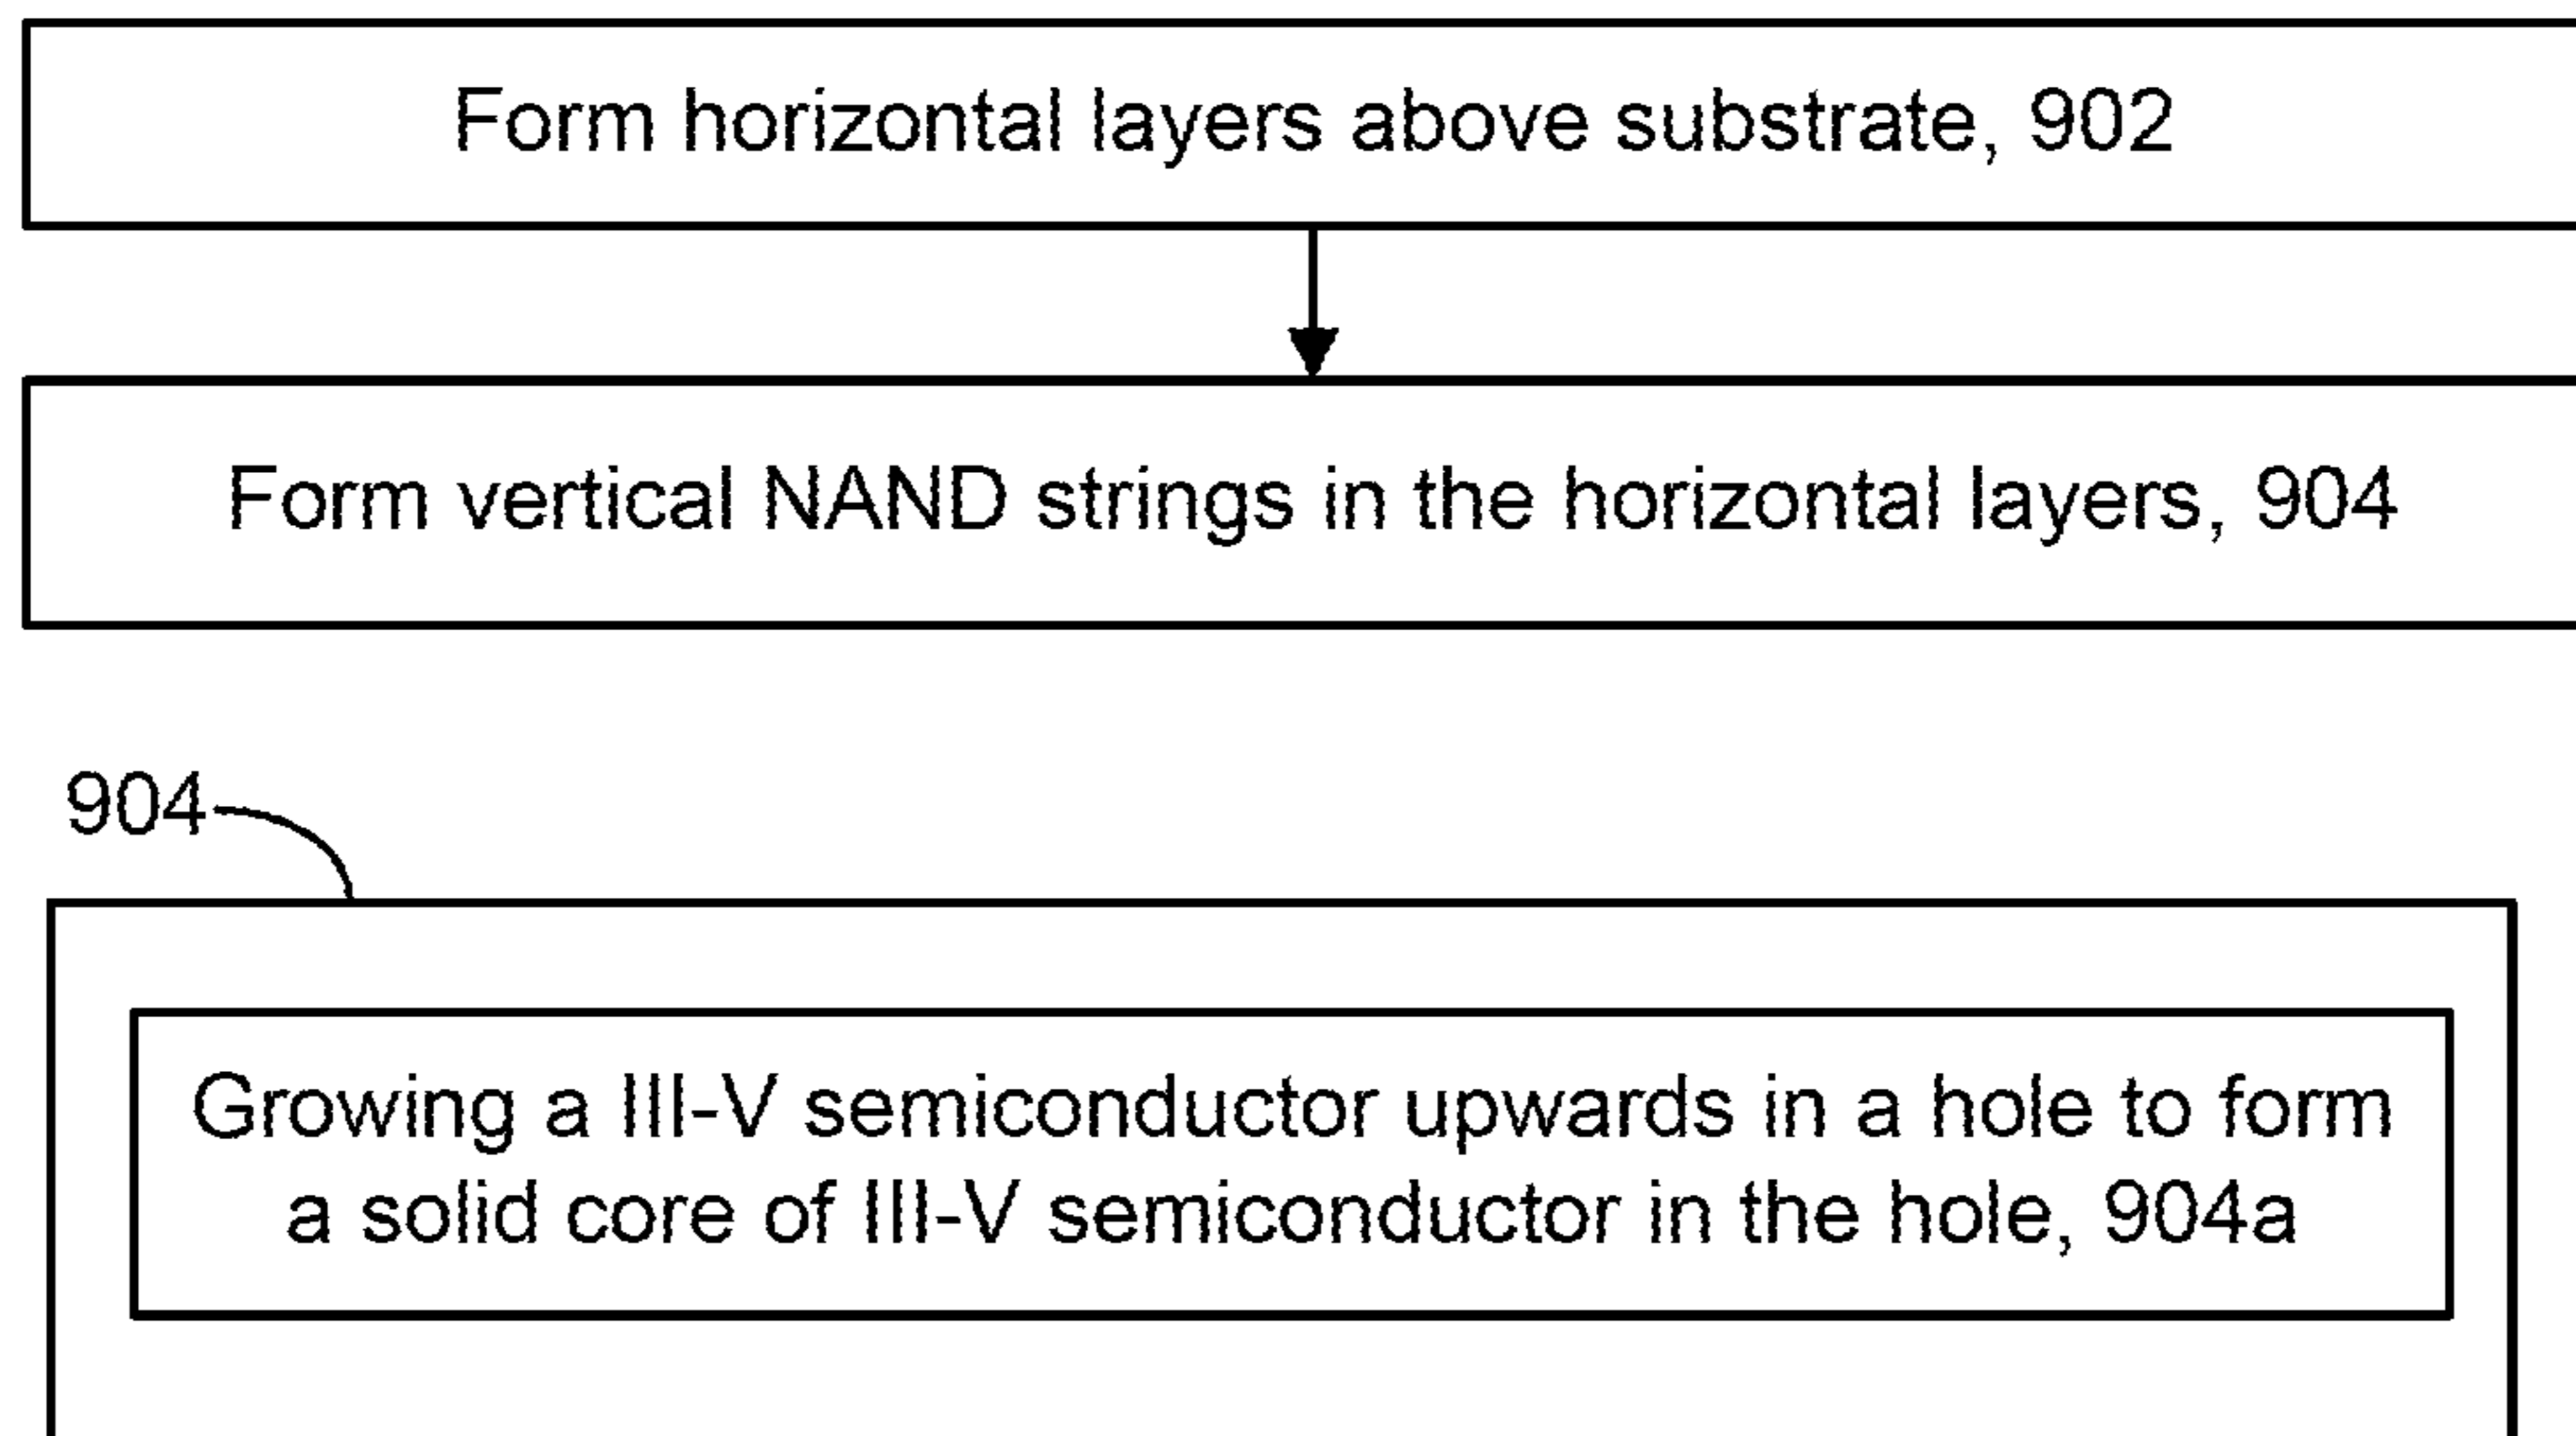 Form horizontal layers above substrate, 902
Form vertical NAND strings in the horizontal layers, 904
904
Growing a III-V semiconductor upwards in a hole to form
a solid core of III-V semiconductor in the hole, 904a